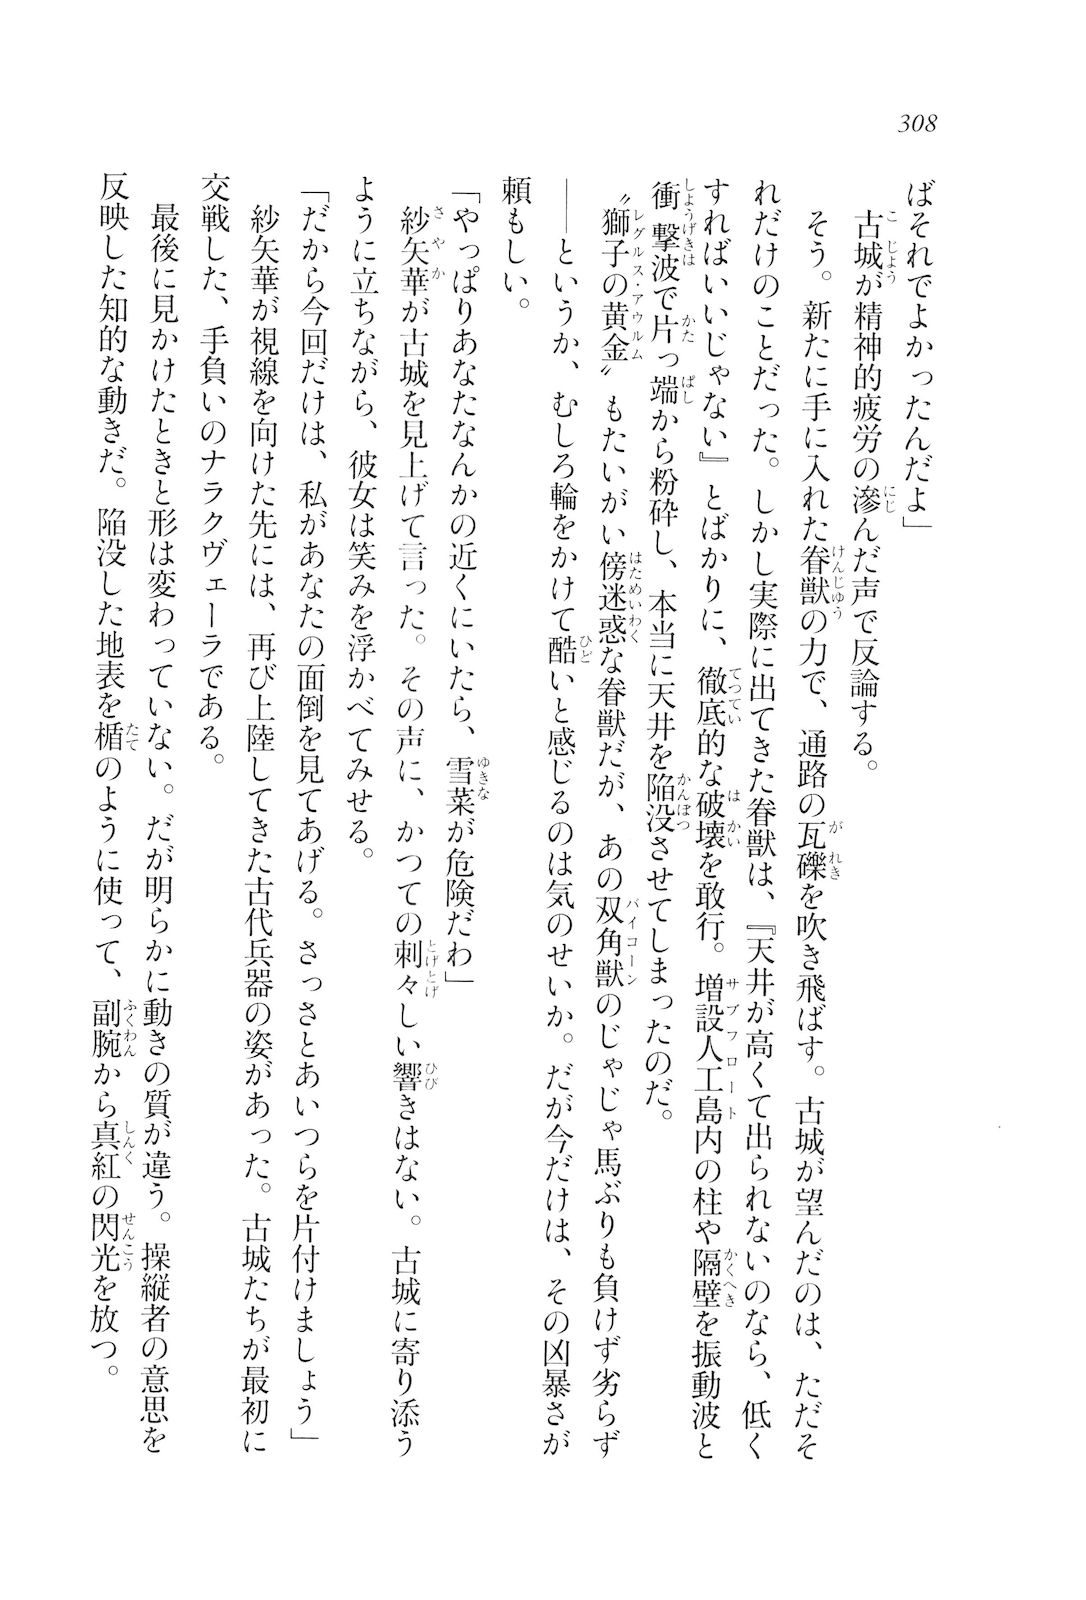 308
ばそれでよかったんだよ」
古城が精神的疲労の滲んだ声で反論する。
そう。新たに手に入れた眷獣の力で、通路の瓦礫を吹き飛ばす。古城が望んだのは、ただそ
れだけのことだった。しかし実際に出てきた眷獣は、『天井が高くて出られないのなら、低く
すればいいじゃない』とばかりに、徹底的な破壊を敢行。増設人工島内の柱や隔壁を振動波と
衝撃波で片っ端から粉砕し、本当に天井を陥没させてしまったのだ。
〝獅子の黄金〟もたいがい傍迷惑な眷獣だが、あの双角獣のじゃじゃ馬ぶりも負けず劣らず
――というか、むしろ輪をかけて酷いと感じるのは気のせいか。だが今だけは、その凶暴さが
頼もしい。
「やっぱりあなたなんかの近くにいたら、雪菜が危険だわ」
紗矢華が古城を見上げて言った。その声に、かつての刺々しい響きはない。古城に寄り添う
ように立ちながら、彼女は笑みを浮かべてみせる。
「だから今回だけは、私があなたの面倒を見てあげる。さっさとあいつらを片付けましょう」
紗矢華が視線を向けた先には、再び上陸してきた古代兵器の姿があった。古城たちが最初に
交戦した、手負いのナラクヴェーラである。
最後に見かけたときと形は変わっていない。だが明らかに動きの質が違う。操縦者の意思を
反映した知的な動きだ。陥没した地表を楯のように使って、副腕から真紅の閃光を放つ。